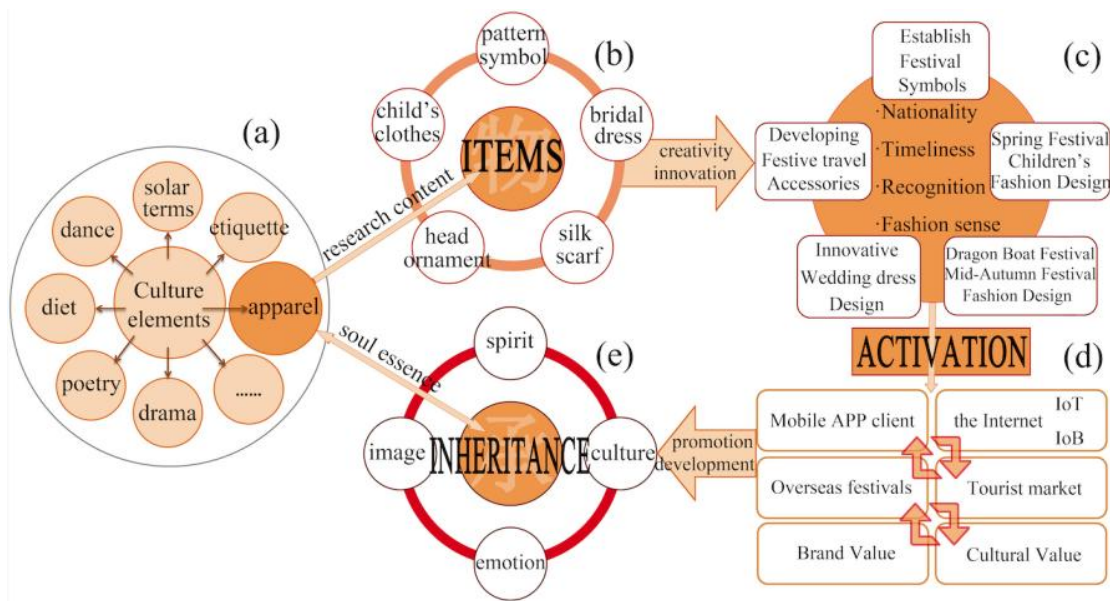 (a)
solar
terms
dance
etiquette
diet
Culture
elements
apparel
poetry
drama
......
research content
soul essence
(b)
pattern
symbol
child's
clothes
bridal
dress
物
ITEMS
head
ornament
silk
scarf
creativity
innovation
(c)
Establish
Festival
Symbols
·Nationality
·Timeliness
·Recognition
·Fashion sense
Developing
Festive travel
Accessories
Spring Festival
Children's
Fashion Design
Innovative
Wedding dress
Design
Dragon Boat Festival
Mid-Autumn Festival
Fashion Design
ACTIVATION
(d)
Mobile APP client
the Internet
IoT
IoB
Overseas festivals
Tourist market
Brand Value
Cultural Value
promotion
development
(e)
spirit
image
承
INHERITANCE
culture
emotion